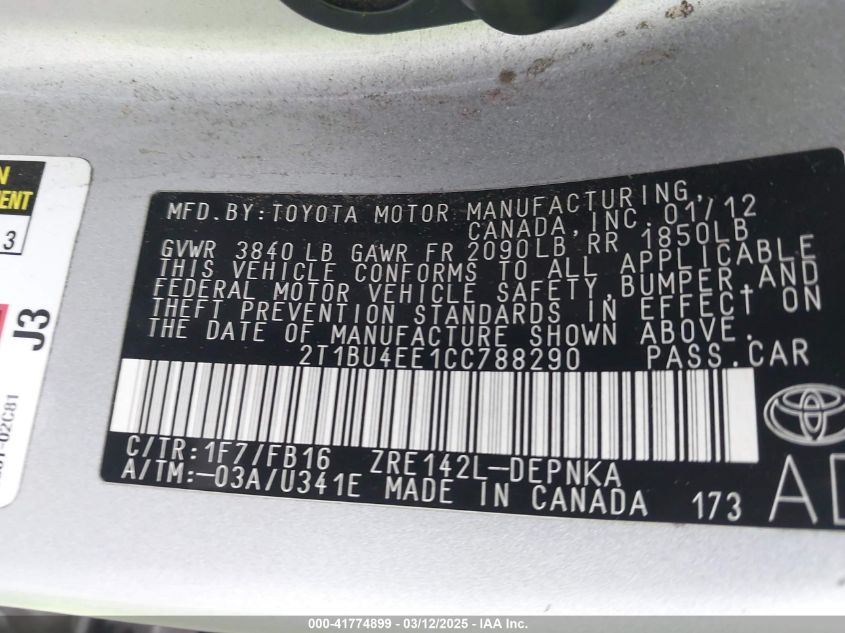 MFD.BY:TOYOTA MOTOR MANUFACTURING,
CANADA,INC. 01/12
GVWR 3840 LB GAWR FR 2090LB RR 1850LB
THIS VEHICLE CONFORMS TO ALL APPLICABLE
FEDERAL MOTOR VEHICLE SAFETY,BUMPER,AND
THEFT PREVENTION STANDARDS IN EFFECT ON
THE DATE OF MANUFACTURE SHOWN ABOVE.
2T1BU4EE1CC788290 PASS.CAR
C/TR:1F7/FB16 ZRE142L-DEPNKA
A/TM:-03A/U341E MADE IN CANADA 173
3
J3
000-41774899 - 03/12/2025 - IAA Inc.